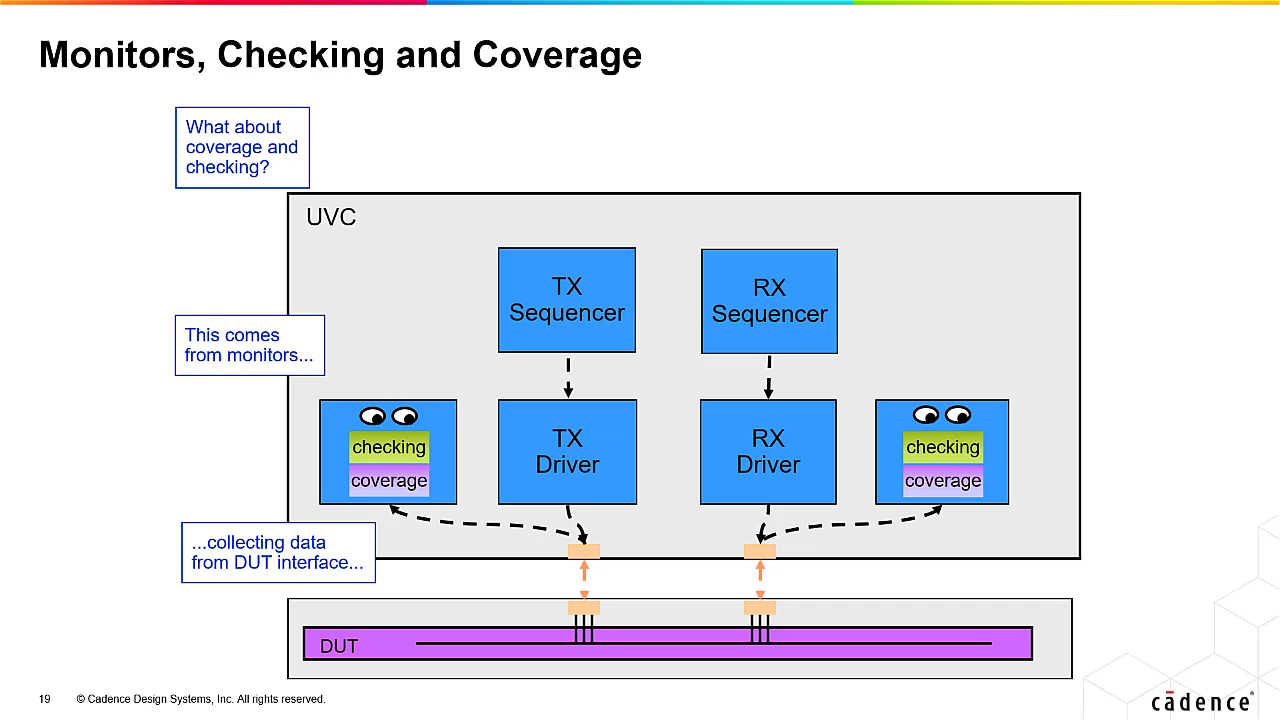 Monitors, Checking and Coverage
What about
coverage and
checking?
UVC
TX
Sequencer
RX
Sequencer
This comes
from monitors...
checking
coverage
TX
Driver
RX
Driver
checking
coverage
...collecting data
from DUT interface...
DUT
19 © Cadence Design Systems, Inc. All rights reserved.
cādence®